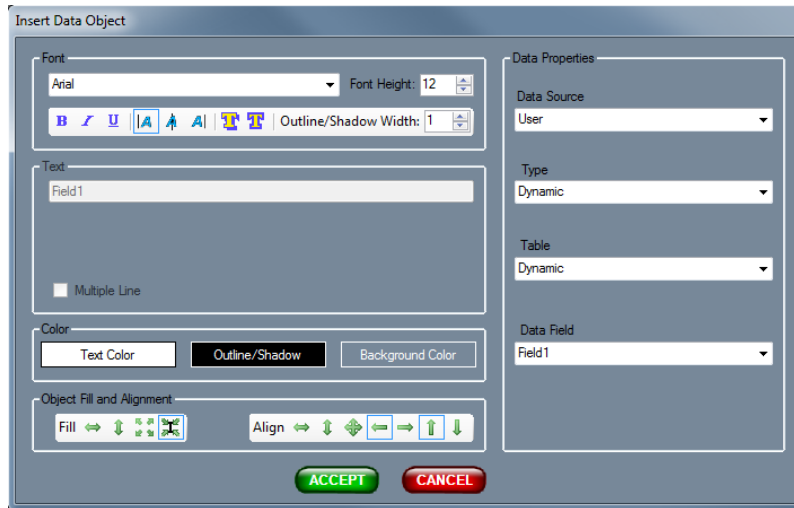 Insert Data Object
Font
Arial
Font Height: 12
B I U A A A T T Outline/Shadow Width: 1
Text
Field1
Multiple Line
Color
Text Color Outline/Shadow Background Color
Object Fill and Alignment
Fill Align
Data Properties
Data Source
User
Type
Dynamic
Table
Dynamic
Data Field
Field1
ACCEPT CANCEL